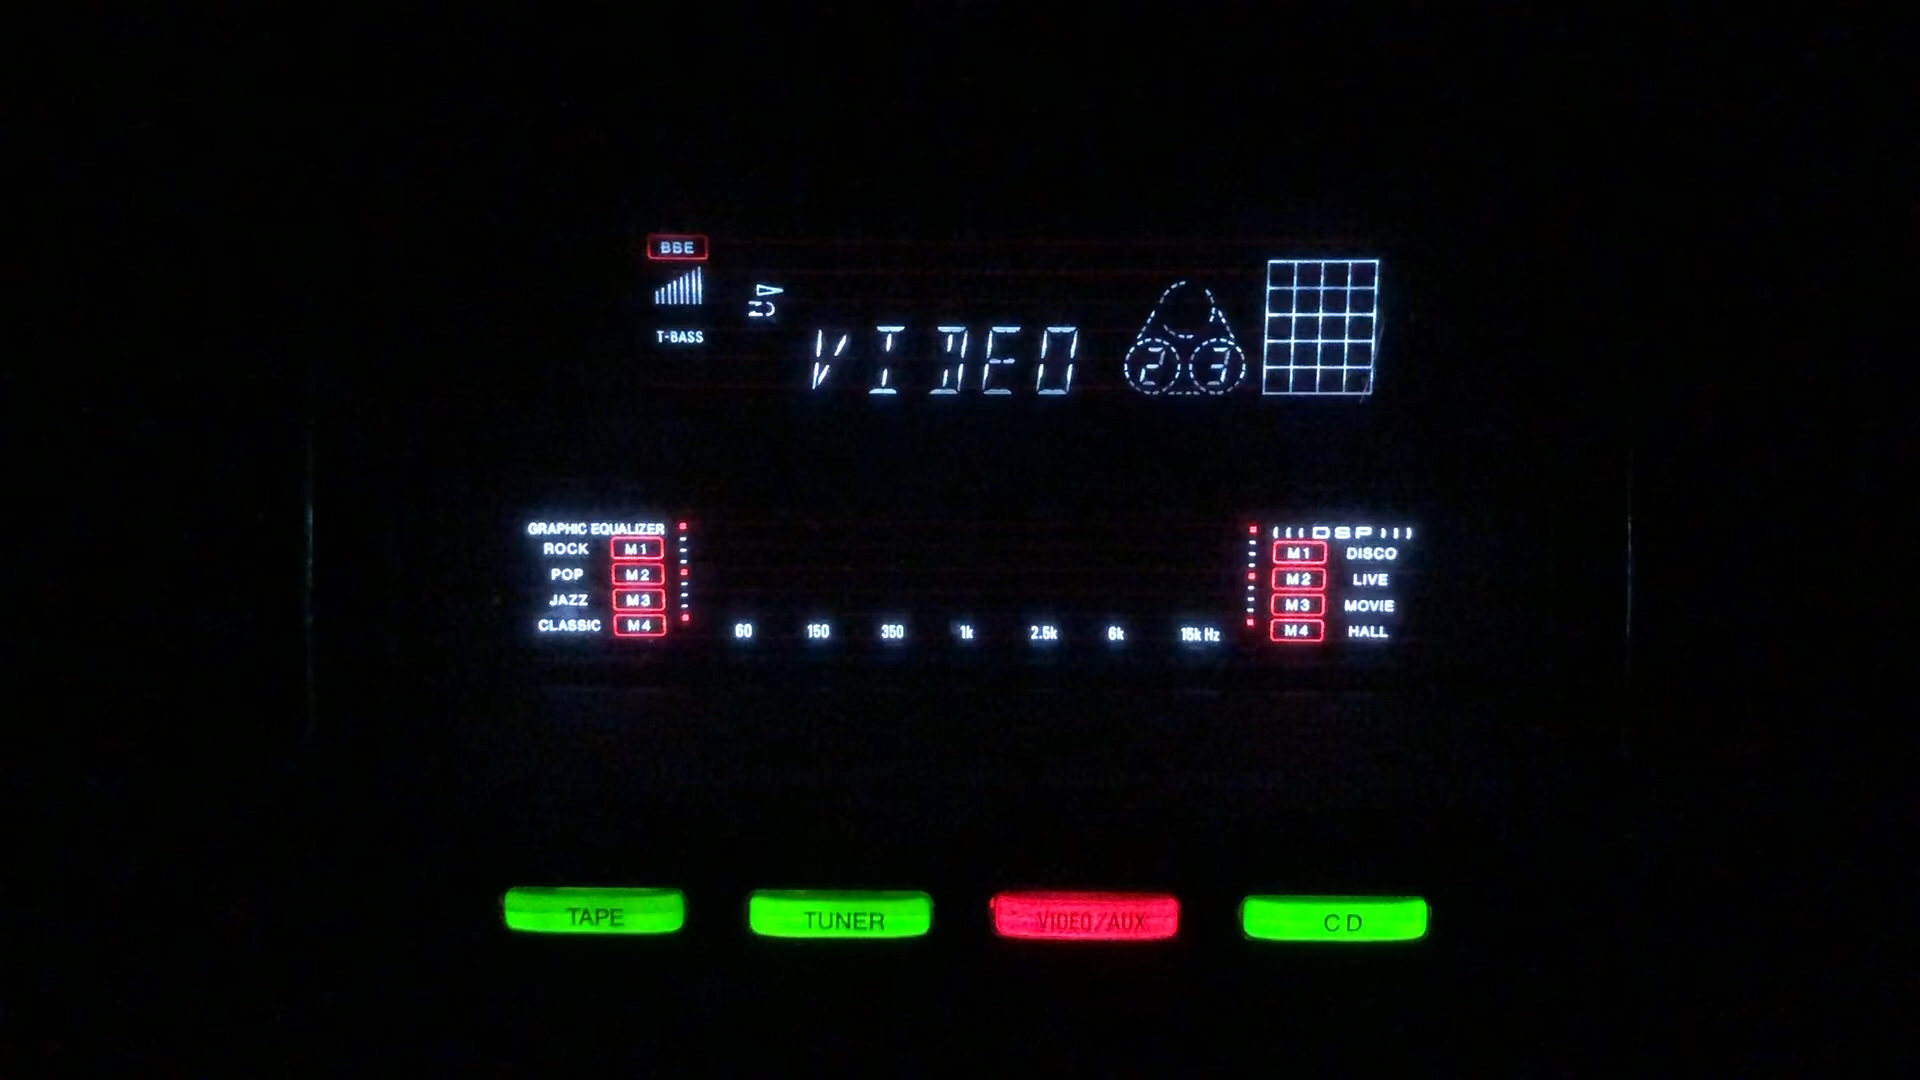 BBE
T-BASS
VIDEO
2 3
GRAPHIC EQUALIZER
ROCK M1
POP M2
JAZZ M3
CLASSIC M4
60 150 350 1k 2.5k 6k 15k Hz
DSP
M1 DISCO
M2 LIVE
M3 MOVIE
M4 HALL
TAPE TUNER VIDEO/AUX CD